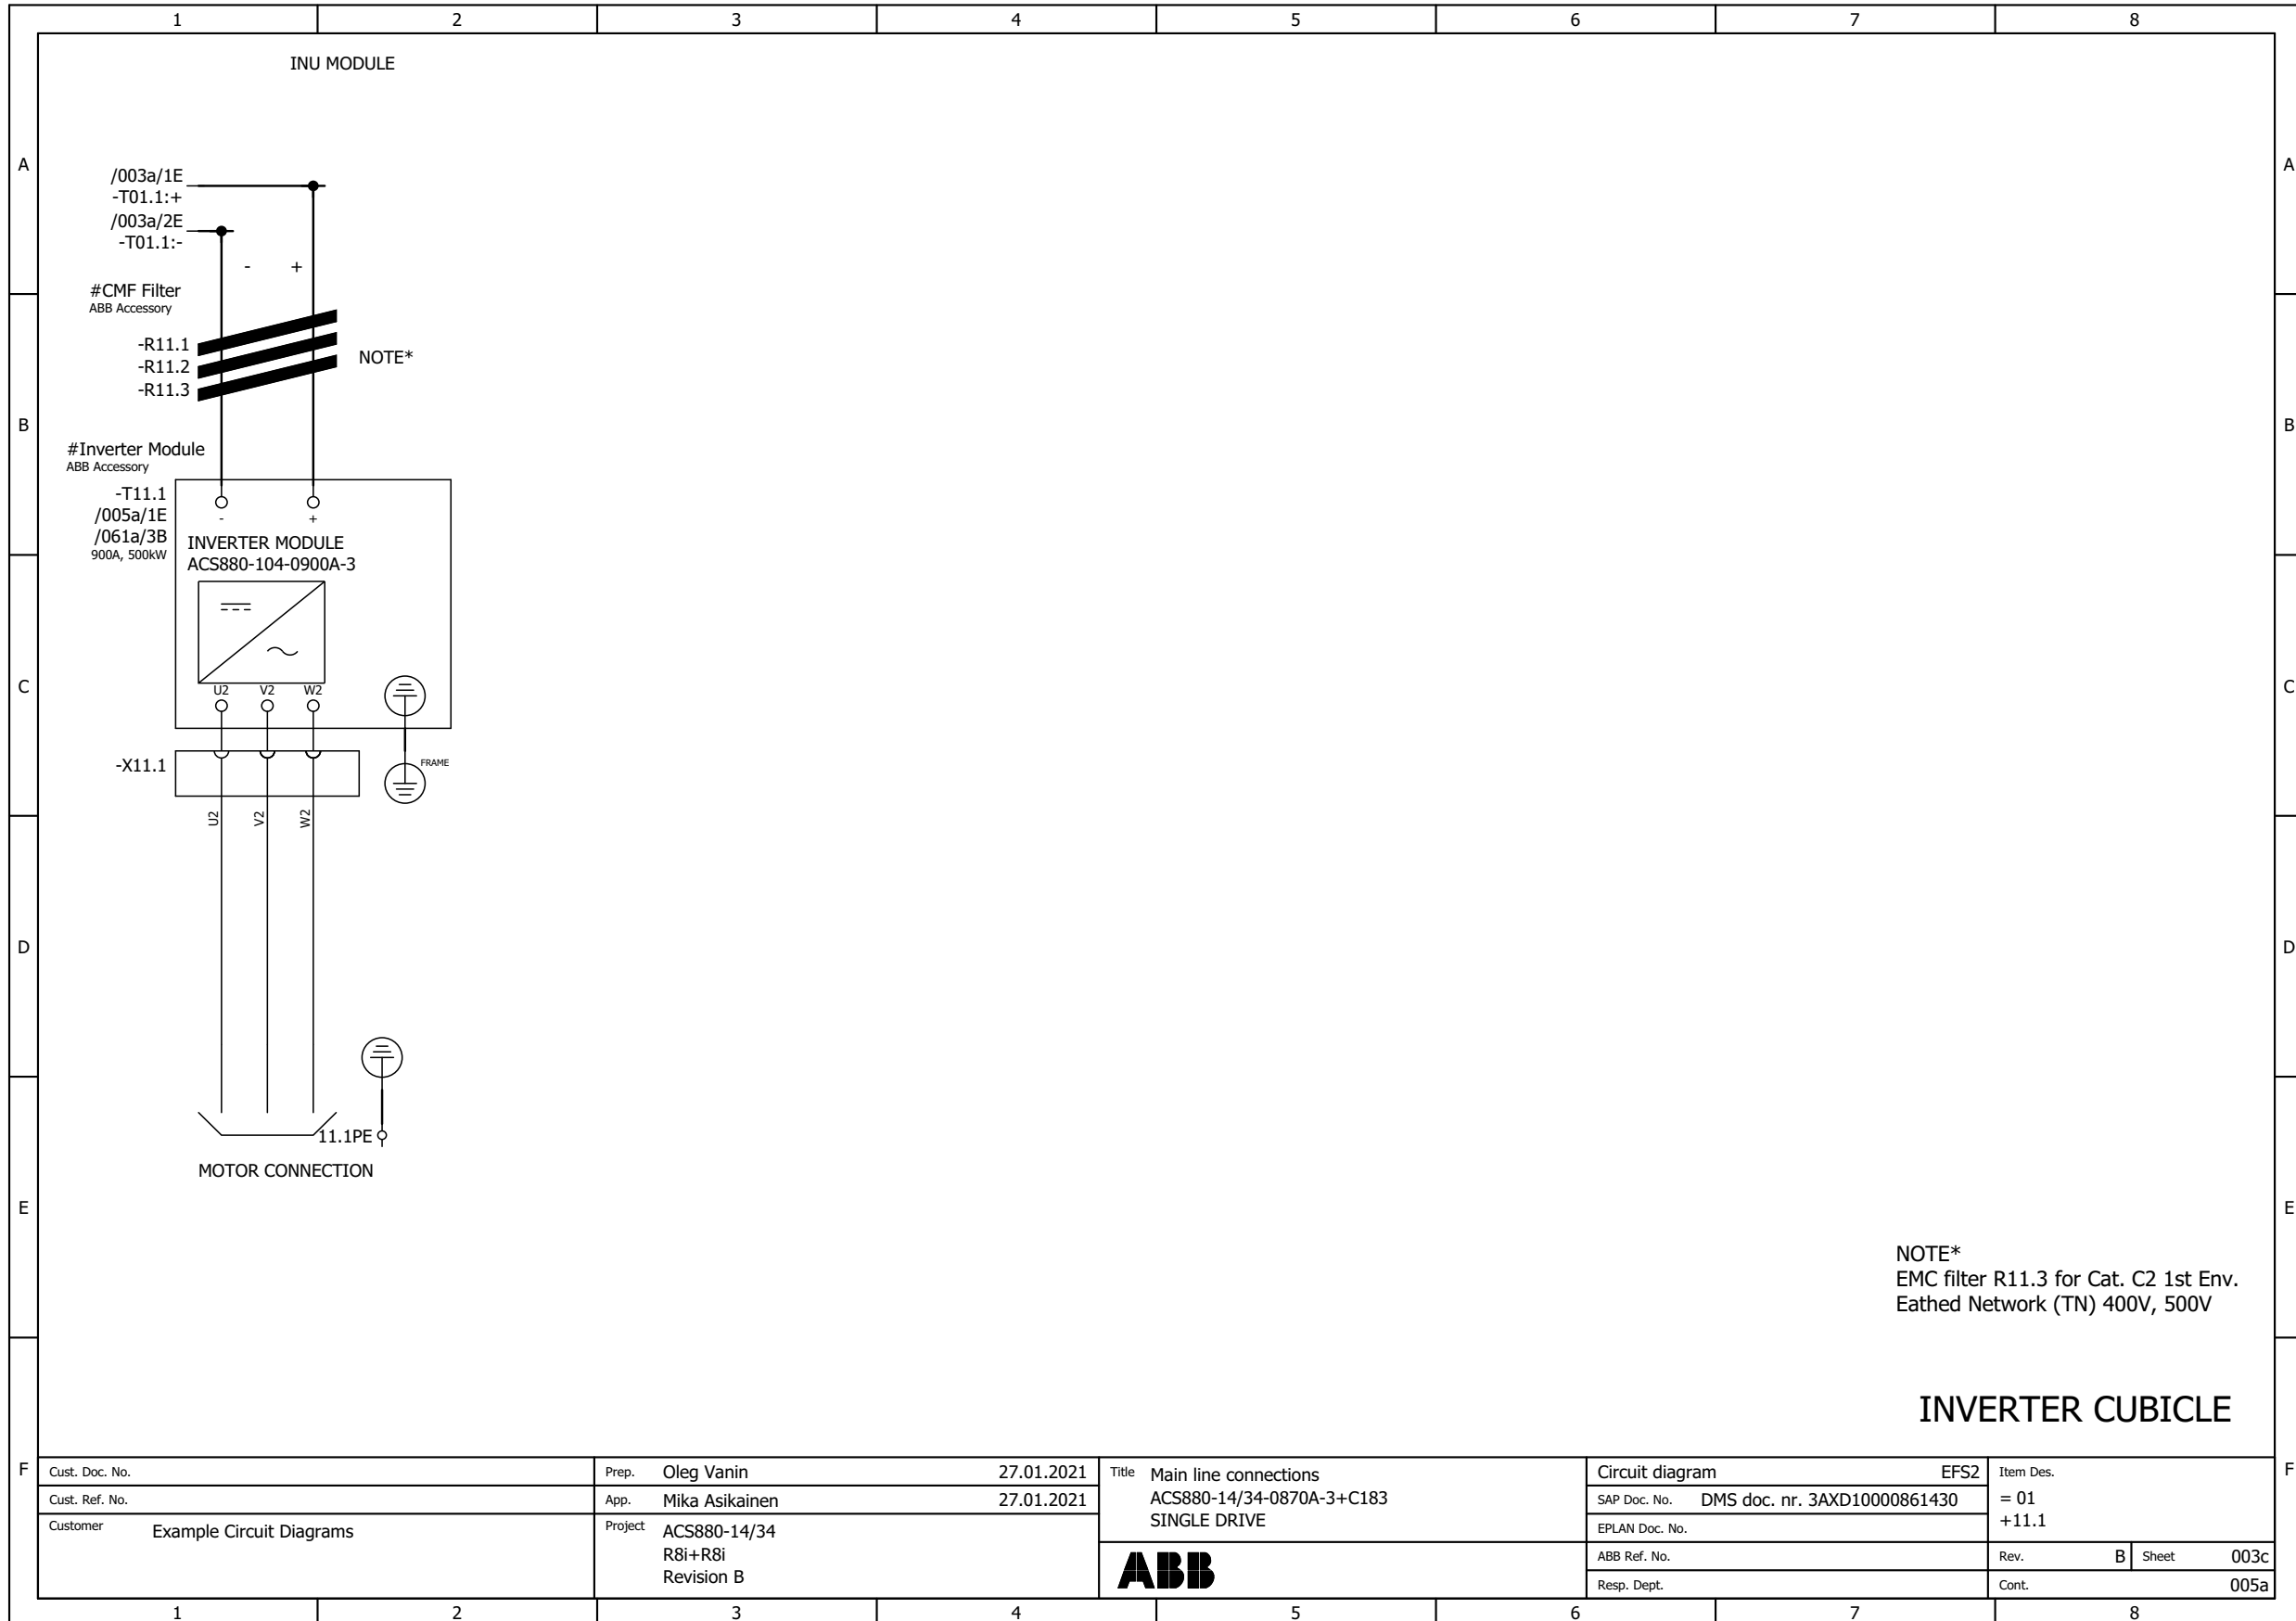 1 2 3 4 5 6 7 8
INU MODULE
A A
/003a/1E
-T01.1:+
/003a/2E
-T01.1:-
- +
#CMF Filter
ABB Accessory
-R11.1
-R11.2
-R11.3
NOTE*
B B
#Inverter Module
ABB Accessory
-T11.1
/005a/1E
/061a/3B
900A, 500kW
- +
INVERTER MODULE
ACS880-104-0900A-3
C C
U2 V2 W2
-X11.1
FRAME
U2 V2 W2
D D
11.1PE
MOTOR CONNECTION
E E
NOTE*
EMC filter R11.3 for Cat. C2 1st Env.
Eathed Network (TN) 400V, 500V
INVERTER CUBICLE
F F
Cust. Doc. No.
Cust. Ref. No.
Customer Example Circuit Diagrams
Prep. Oleg Vanin 27.01.2021
App. Mika Asikainen 27.01.2021
Project ACS880-14/34
R8i+R8i
Revision B
Title Main line connections
ACS880-14/34-0870A-3+C183
SINGLE DRIVE
ABB
Circuit diagram EFS2
SAP Doc. No. DMS doc. nr. 3AXD10000861430
EPLAN Doc. No.
ABB Ref. No.
Resp. Dept.
Item Des.
= 01
+11.1
Rev. B Sheet 003c
Cont. 005a
1 2 3 4 5 6 7 8